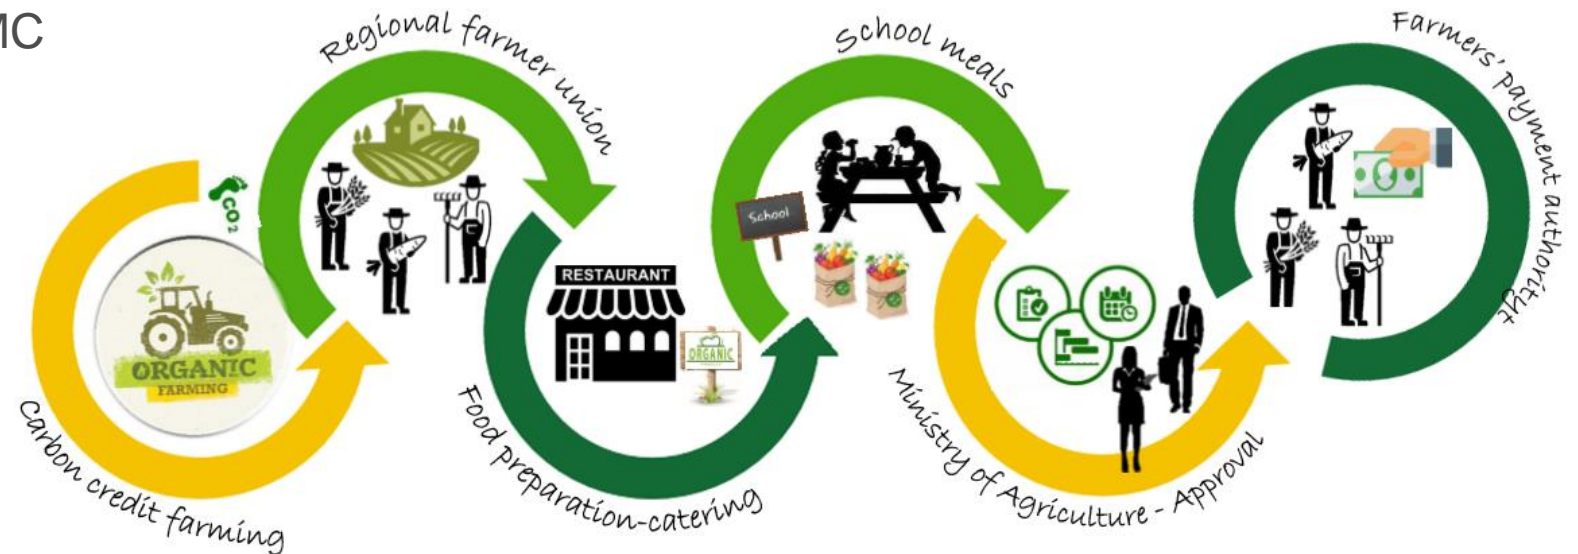 MC
Regional farmer union
School meals
Farmers' payment authorityt
CO2
School
RESTAURANT
ORGANIC
ORGANIC
FARMING
Carbon credit farming
Food preparation-catering
Ministry of Agriculture - Approval